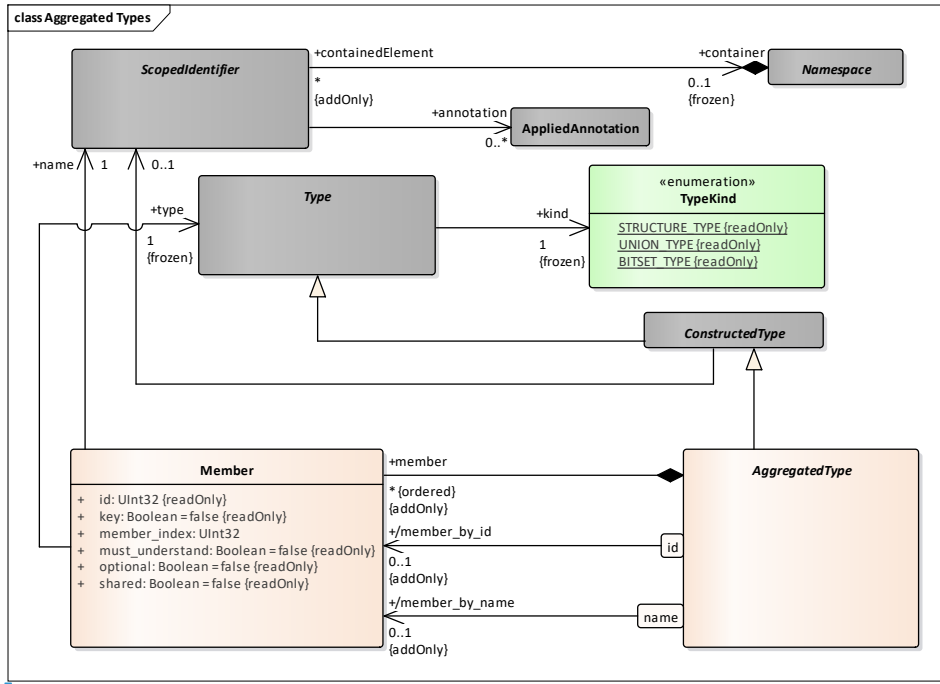 class Aggregated Types
ScopedIdentifier
+containedElement
*
{addOnly}
+container
0..1
{frozen}
Namespace
+annotation
0..*
AppliedAnnotation
+name 1
0..1
Type
+type
1
{frozen}
+kind
1
{frozen}
«enumeration»
TypeKind
STRUCTURE_TYPE {readOnly}
UNION_TYPE {readOnly}
BITSET_TYPE {readOnly}
ConstructedType
Member
+ id: UInt32 {readOnly}
+ key: Boolean = false {readOnly}
+ member_index: UInt32
+ must_understand: Boolean = false {readOnly}
+ optional: Boolean = false {readOnly}
+ shared: Boolean = false {readOnly}
+member
* {ordered}
{addOnly}
+/member_by_id
0..1
{addOnly}
+/member_by_name
0..1
{addOnly}
AggregatedType
id
name